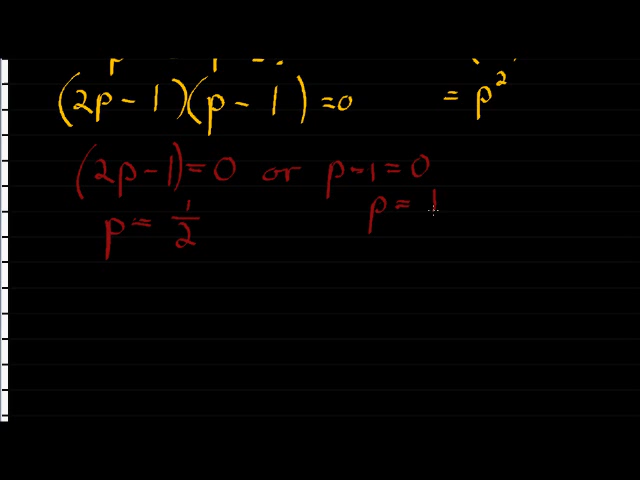 (2p - 1)(p - 1) = 0 = p²
(2p - 1) = 0 or p - 1 = 0
p = 1/2 p = 1